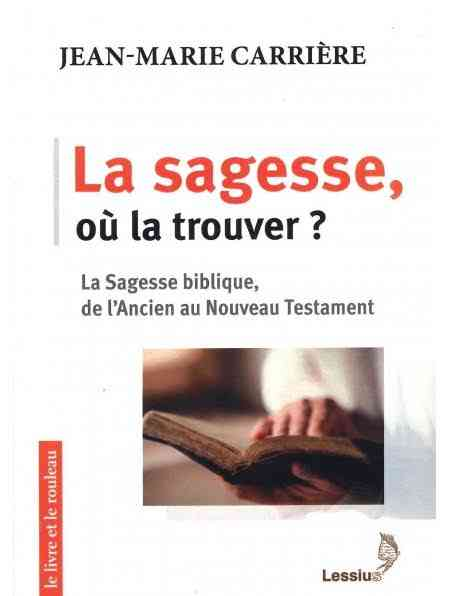 JEAN-MARIE CARRIÈRE
La sagesse,
où la trouver ?
La Sagesse biblique,
de l'Ancien au Nouveau Testament
le livre et le rouleau
Lessius